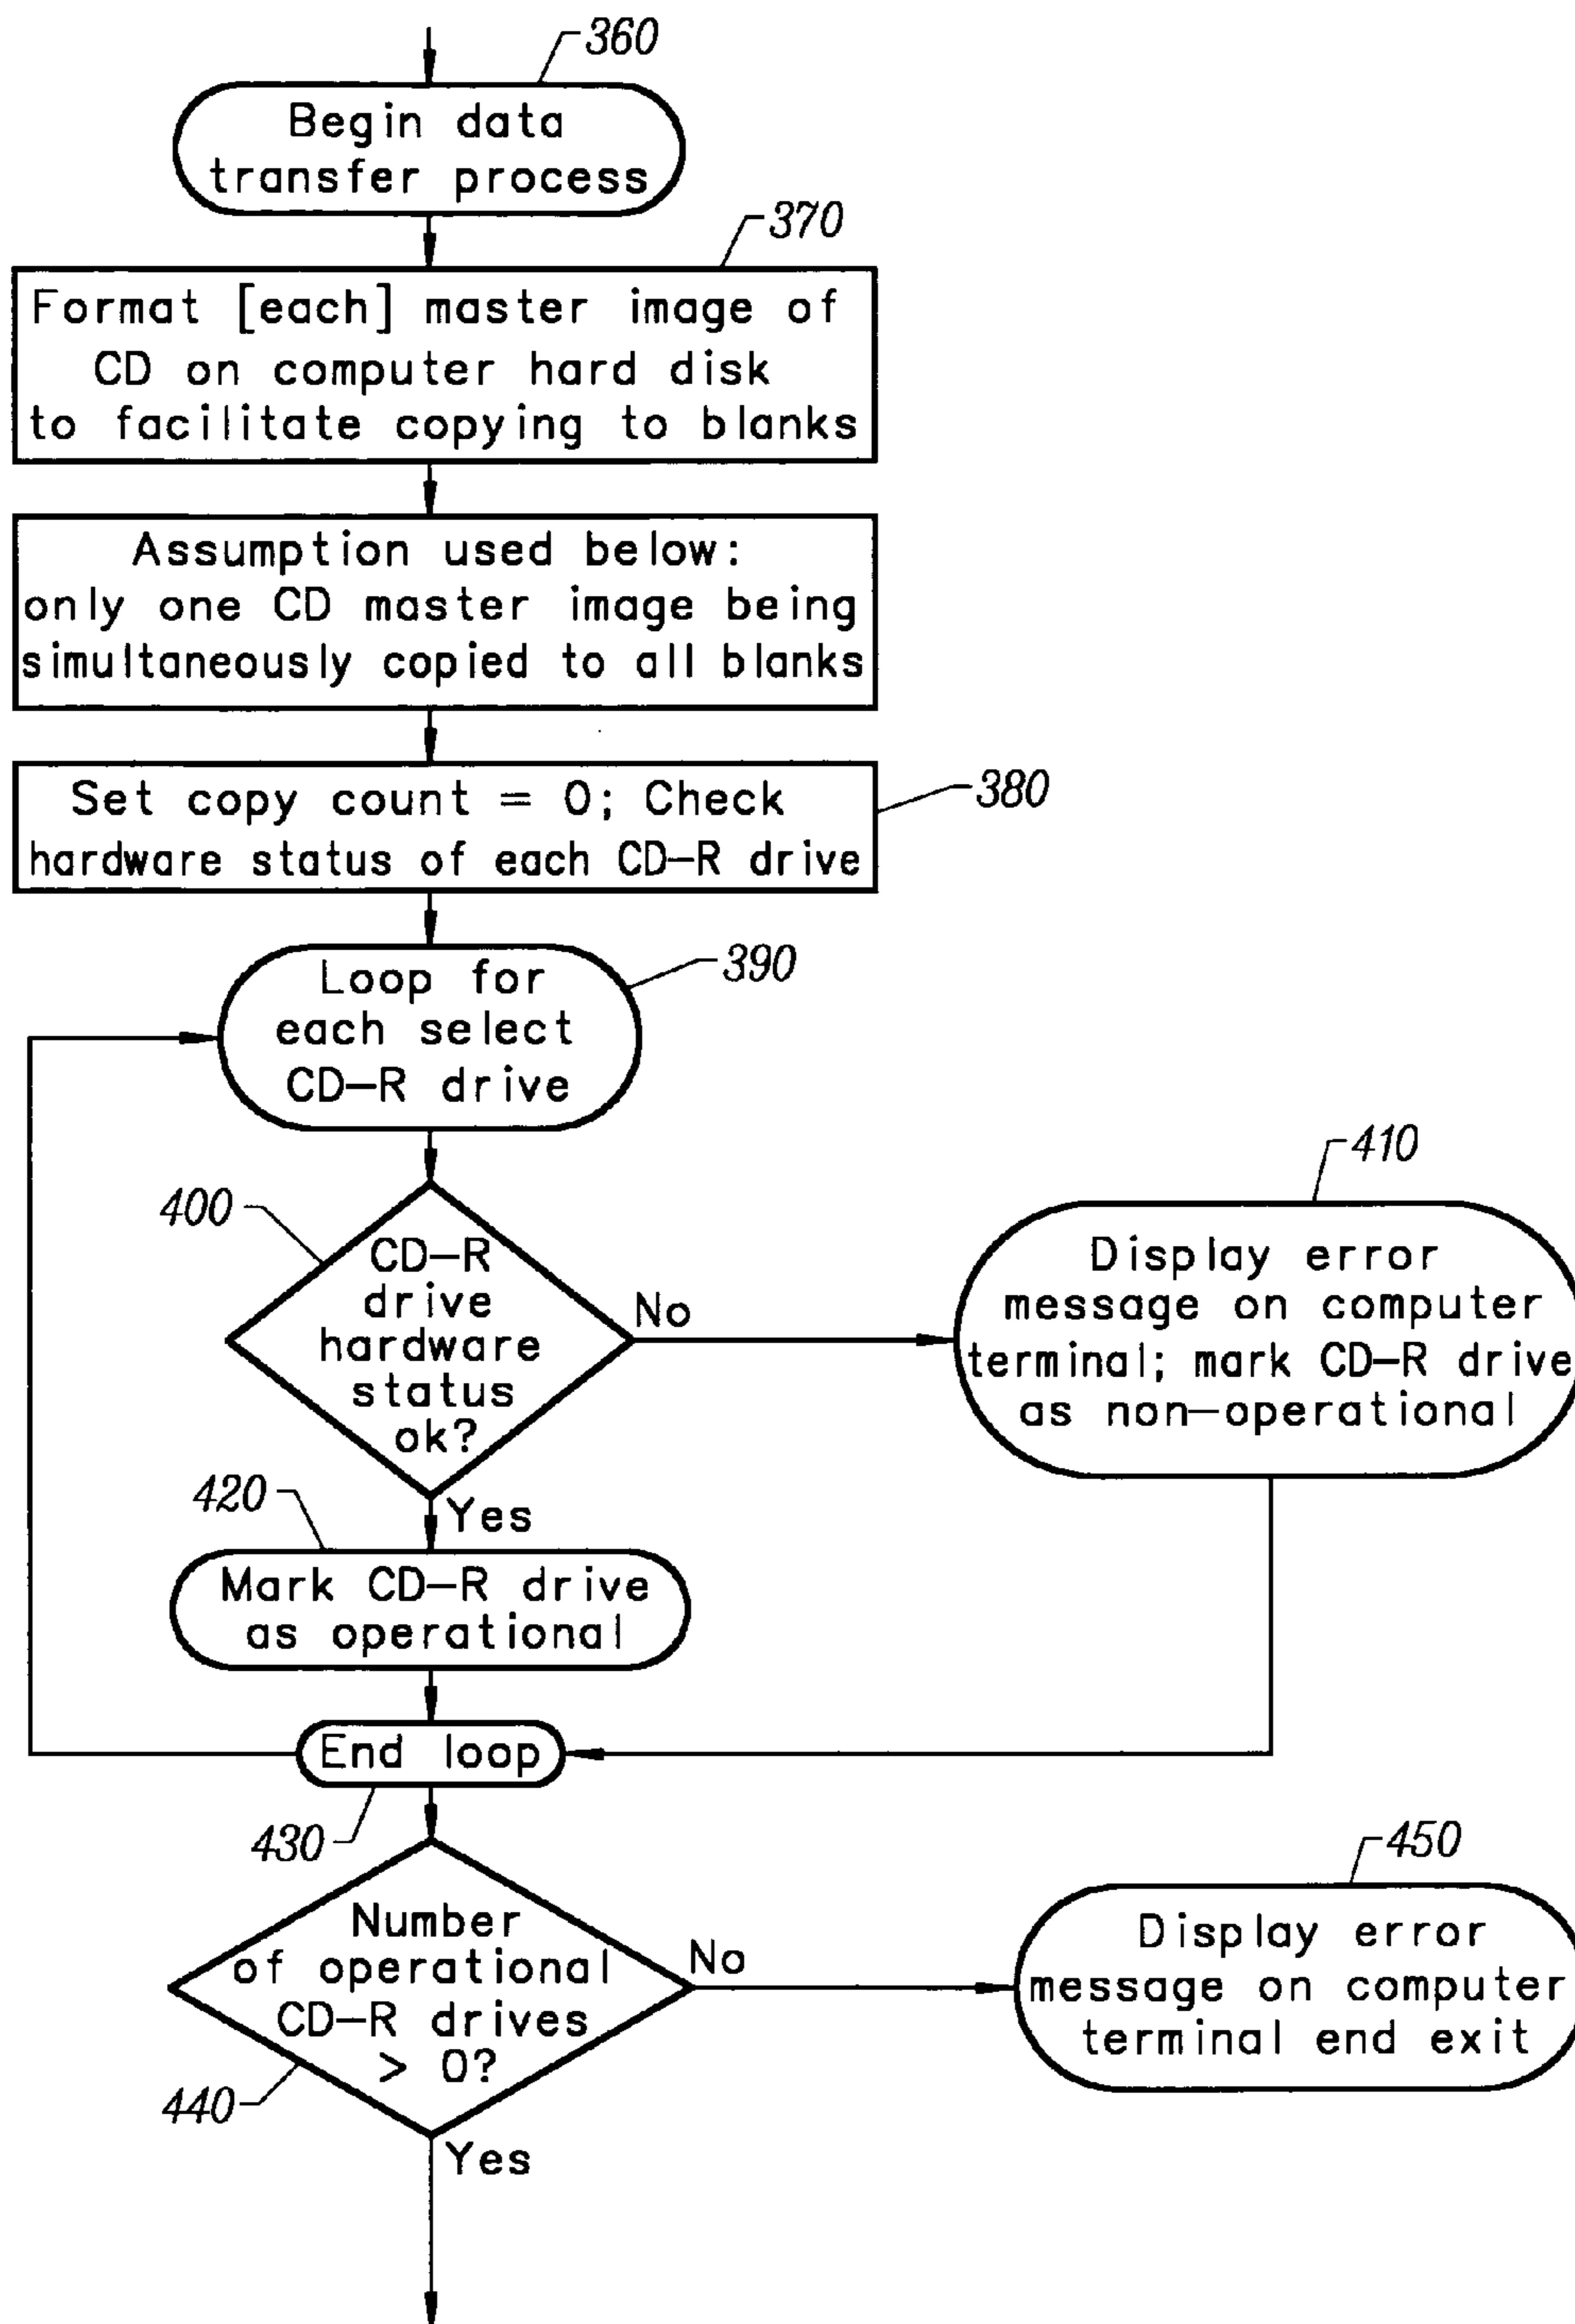 360
Begin data
transfer process
370
Format [each] master image of
CD on computer hard disk
to facilitate copying to blanks
Assumption used below:
only one CD master image being
simultaneously copied to all blanks
Set copy count = 0; Check
hardware status of each CD-R drive
380
Loop for
each select
CD-R drive
390
400
CD-R
drive
hardware
status
ok?
No
410
Display error
message on computer
terminal; mark CD-R drive
as non-operational
Yes
420
Mark CD-R drive
as operational
End loop
430
Number
of operational
CD-R drives
> 0?
440
No
450
Display error
message on computer
terminal end exit
Yes